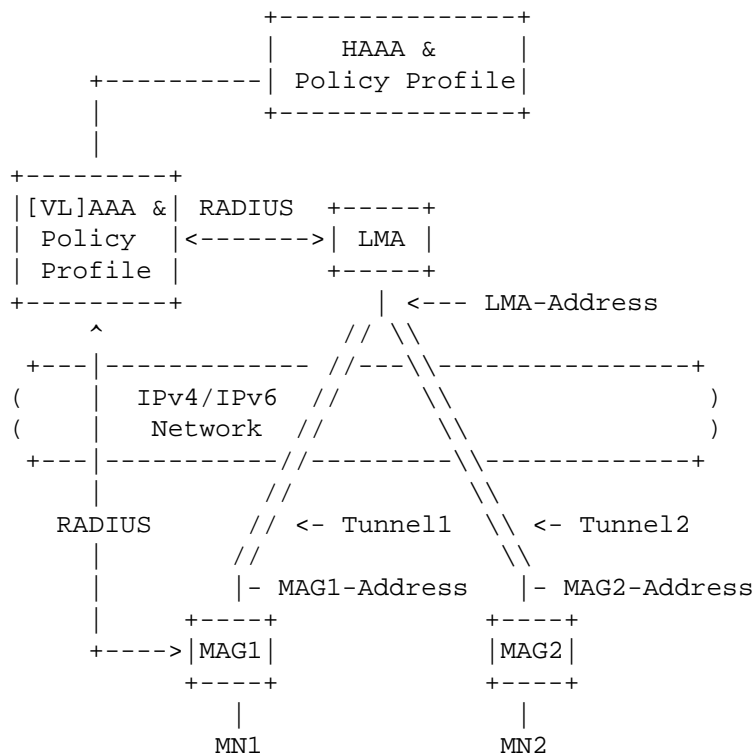 HAAA &
Policy Profile
[VL]AAA & RADIUS
Policy LMA
Profile
<--- LMA-Address
IPv4/IPv6
Network
RADIUS <- Tunnel1 <- Tunnel2
MAG1-Address MAG2-Address
MAG1 MAG2
MN1 MN2